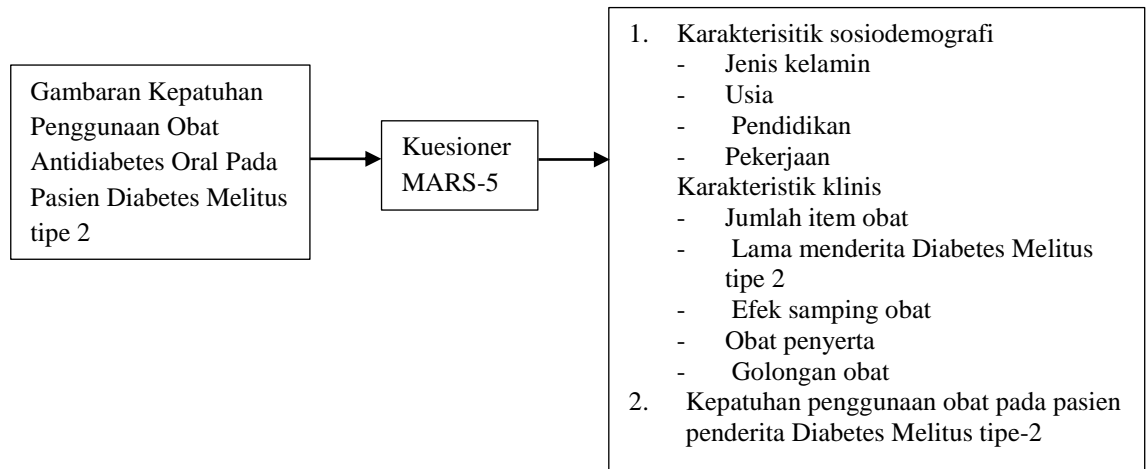 Gambaran Kepatuhan
Penggunaan Obat
Antidiabetes Oral Pada
Pasien Diabetes Melitus
tipe 2
Kuesioner
MARS-5
1. Karakterisitik sosiodemografi
- Jenis kelamin
- Usia
- Pendidikan
- Pekerjaan
Karakteristik klinis
- Jumlah item obat
- Lama menderita Diabetes Melitus
tipe 2
- Efek samping obat
- Obat penyerta
- Golongan obat
2. Kepatuhan penggunaan obat pada pasien
penderita Diabetes Melitus tipe-2